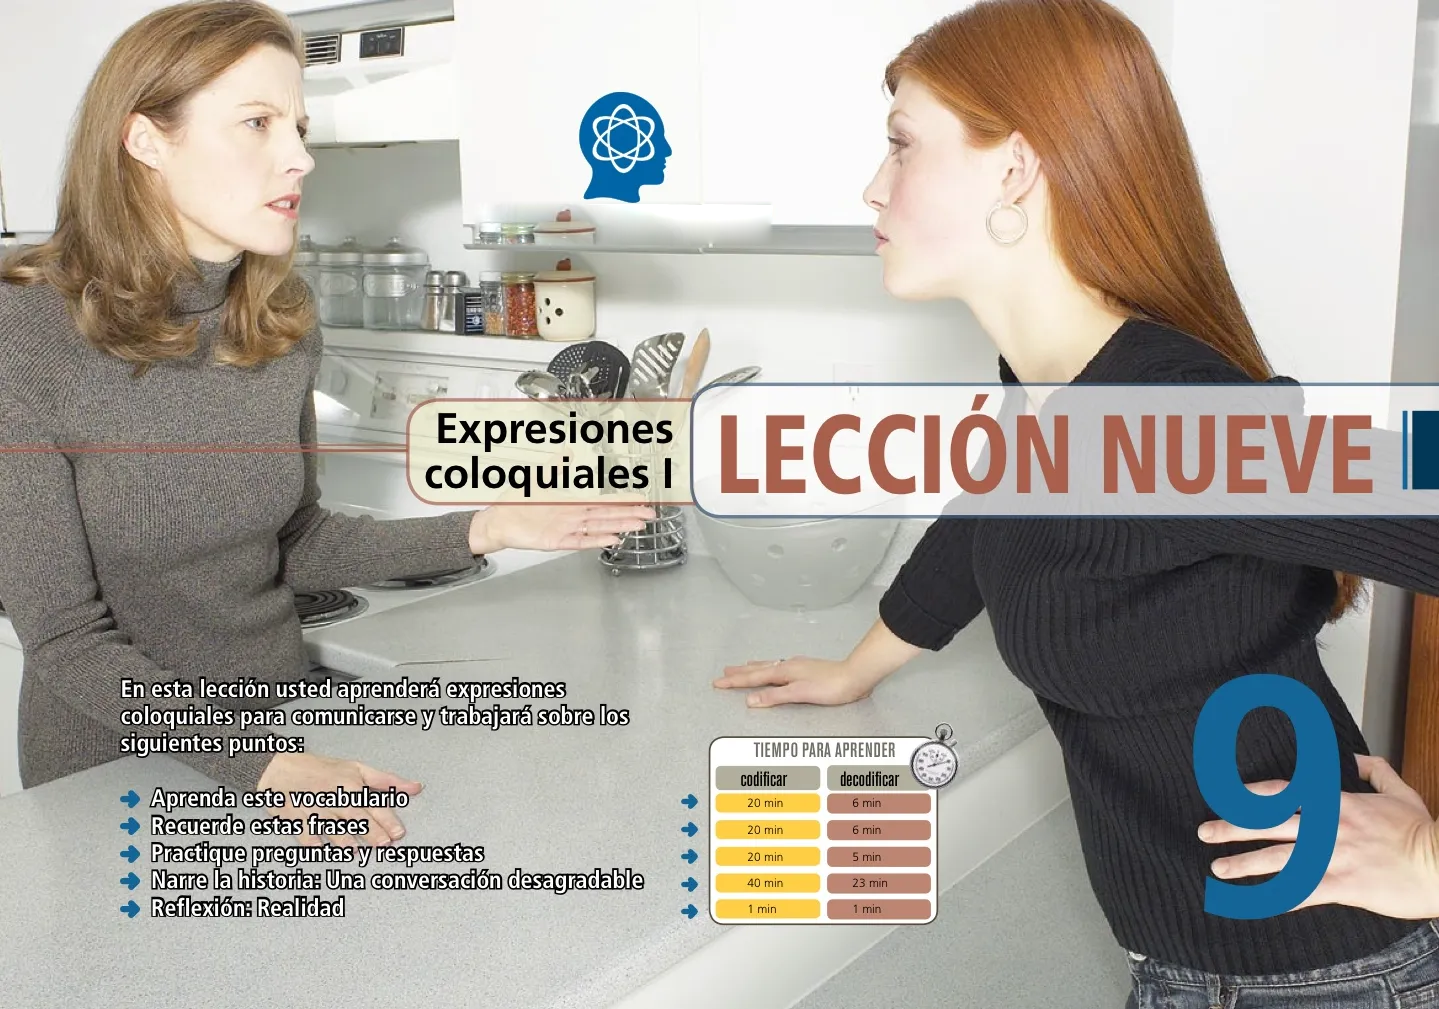 Expresiones
coloquiales I
LECCIÓN NUEVE
En esta lección usted aprenderá expresiones
coloquiales para comunicarse y trabajará sobre los
siguientes puntos:
Aprenda este vocabulario
Recuerde estas frases
Practique preguntas y respuestas
Narre la historia: Una conversación desagradable
Reflexión: Realidad
TIEMPO PARA APRENDER
codificar decodificar
20 min 6 min
20 min 6 min
20 min 5 min
40 min 23 min
1 min 1 min
9